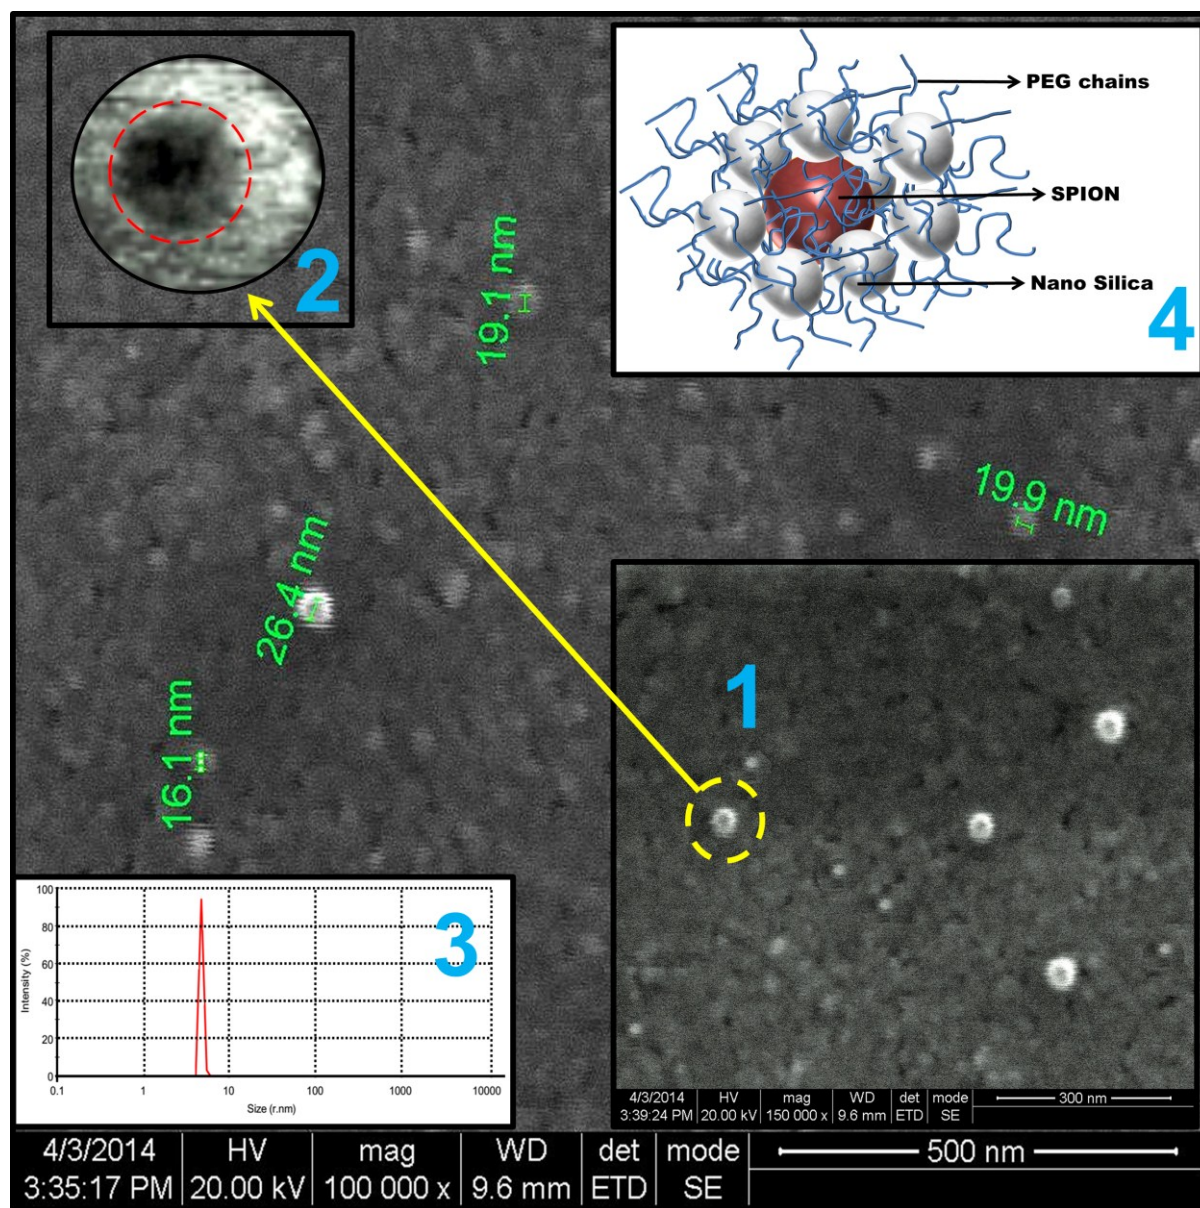 2
4
PEG chains
SPION
Nano Silica
19.1 nm
19.9 nm
26.4 nm
16.1 nm
1
4/3/2014 HV mag WD det mode 300 nm
3:39:24 PM 20.00 kV 150 000 x 9.6 mm ETD SE
3
100
80
60
40
20
0
Intensity (%)
0.1 1 10 100 1000 10000
Size (r.nm)
4/3/2014 HV mag WD det mode 500 nm
3:35:17 PM 20.00 kV 100 000 x 9.6 mm ETD SE